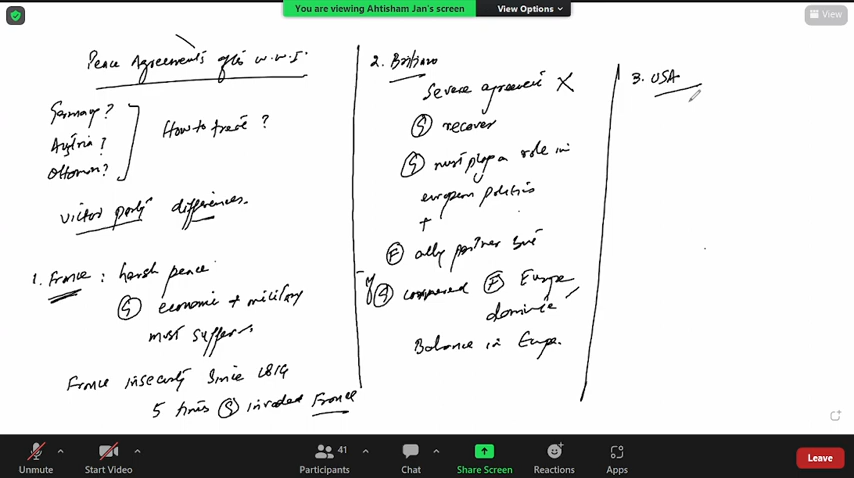 You are viewing Ahtisham Jan's screen
View Options
View
Peace Agreements after W.W.I.
Germany?
Austria?
Ottoman?
How to treat ?
victor party differences.
1. France : harsh peace
G economic + military
must suffer
France insecurity since 1814
5 times G invaded France
2. Britian
Severe agreement X
G recover
G must play a role in
european politics
+
F ally partner but
If G compared F Europe
dominate
Balance in Europe.
3. USA
Unmute
Start Video
41
Participants
Chat
Share Screen
Reactions
Apps
Leave